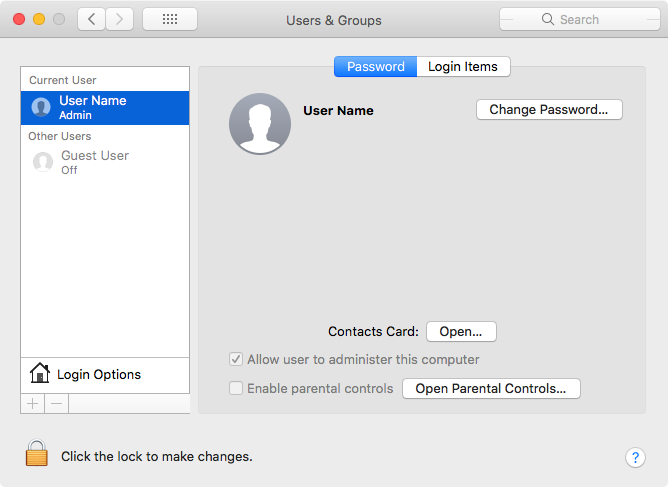 Users & Groups
Search
Password
Login Items
Current User
User Name
Admin
Other Users
Guest User
Off
User Name
Change Password...
Contacts Card:
Open...
Allow user to administer this computer
Enable parental controls
Open Parental Controls...
Login Options
+
−
Click the lock to make changes.
?